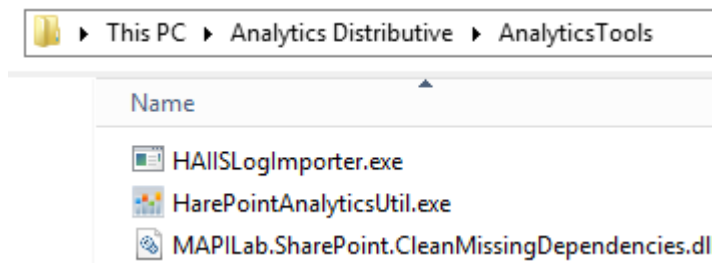 This PC ▸ Analytics Distributive ▸ AnalyticsTools
Name
HAIISLogImporter.exe
HarePointAnalyticsUtil.exe
MAPILab.SharePoint.CleanMissingDependencies.dl